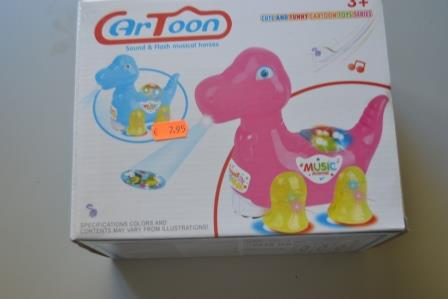 CarToon
3+
Sound & Flash musical horses
CUTE AND FUNNY CARTOON TOYS SERIES
€ 7.95
MUSIC
SPECIFICATIONS COLORS AND
CONTENTS MAY VARY FROM ILLUSTRATIONS!